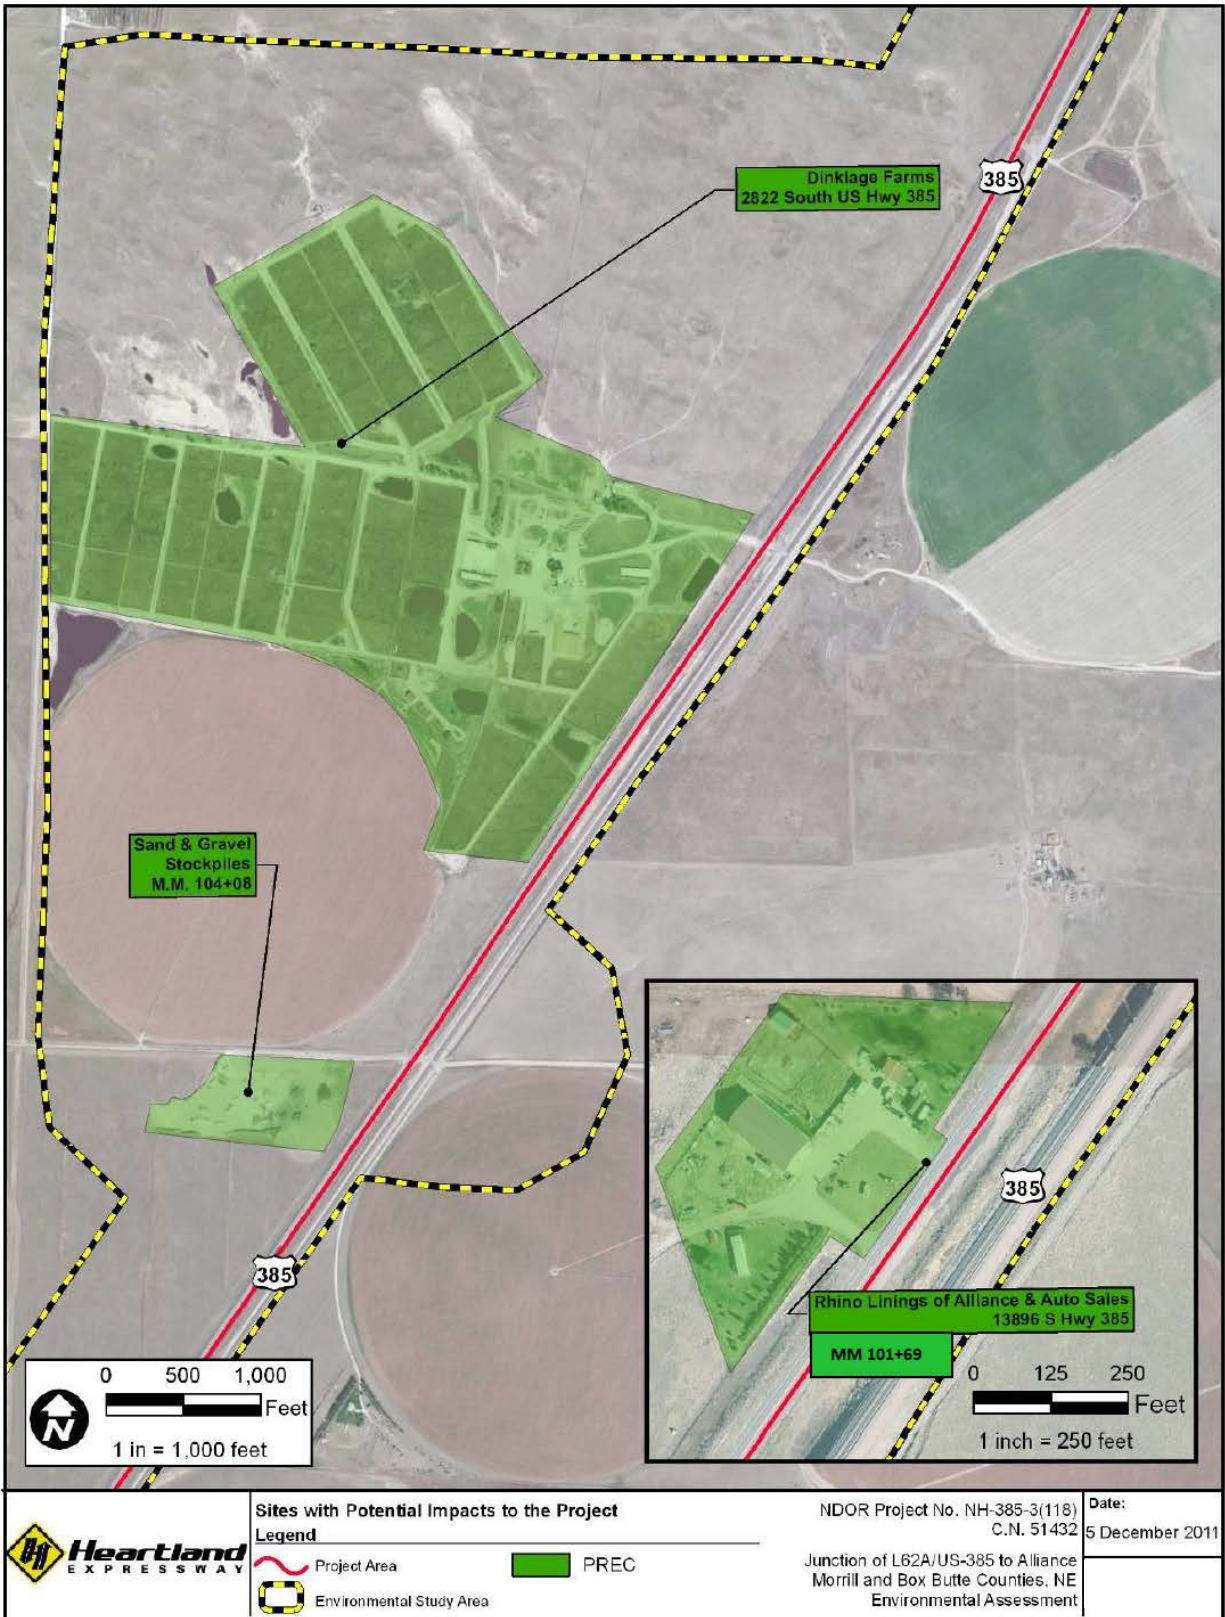 Dinklage Farms
2822 South US Hwy 385
385
Sand & Gravel
Stockpiles
M.M. 104+08
385
385
Rhino Linings of Alliance & Auto Sales
13896 S Hwy 385
MM 101+69
0 125 250
Feet
1 inch = 250 feet
0 500 1,000
Feet
N
1 in = 1,000 feet
Heartland
EXPRESSWAY
Sites with Potential Impacts to the Project
Legend
Project Area
PREC
Environmental Study Area
NDOR Project No. NH-385-3(118)
C.N. 51432
Junction of L62A/US-385 to Alliance
Morrill and Box Butte Counties, NE
Environmental Assessment
Date:
5 December 2011